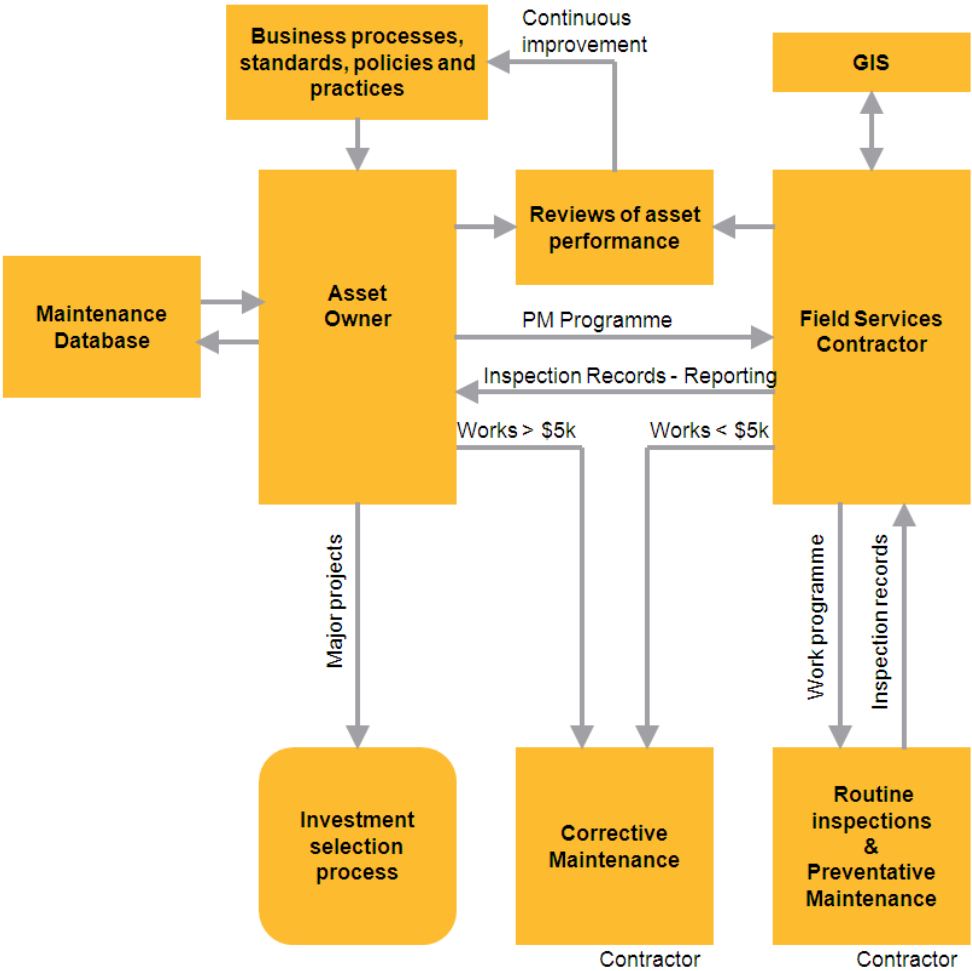 Continuous
improvement
Business processes,
standards, policies and
practices
GIS
Reviews of asset
performance
Asset
Owner
Maintenance
Database
Field Services
Contractor
PM Programme
Inspection Records - Reporting
Works > $5k
Works < $5k
Major projects
Work programme
Inspection records
Investment
selection
process
Corrective
Maintenance
Routine
inspections
&
Preventative
Maintenance
Contractor
Contractor